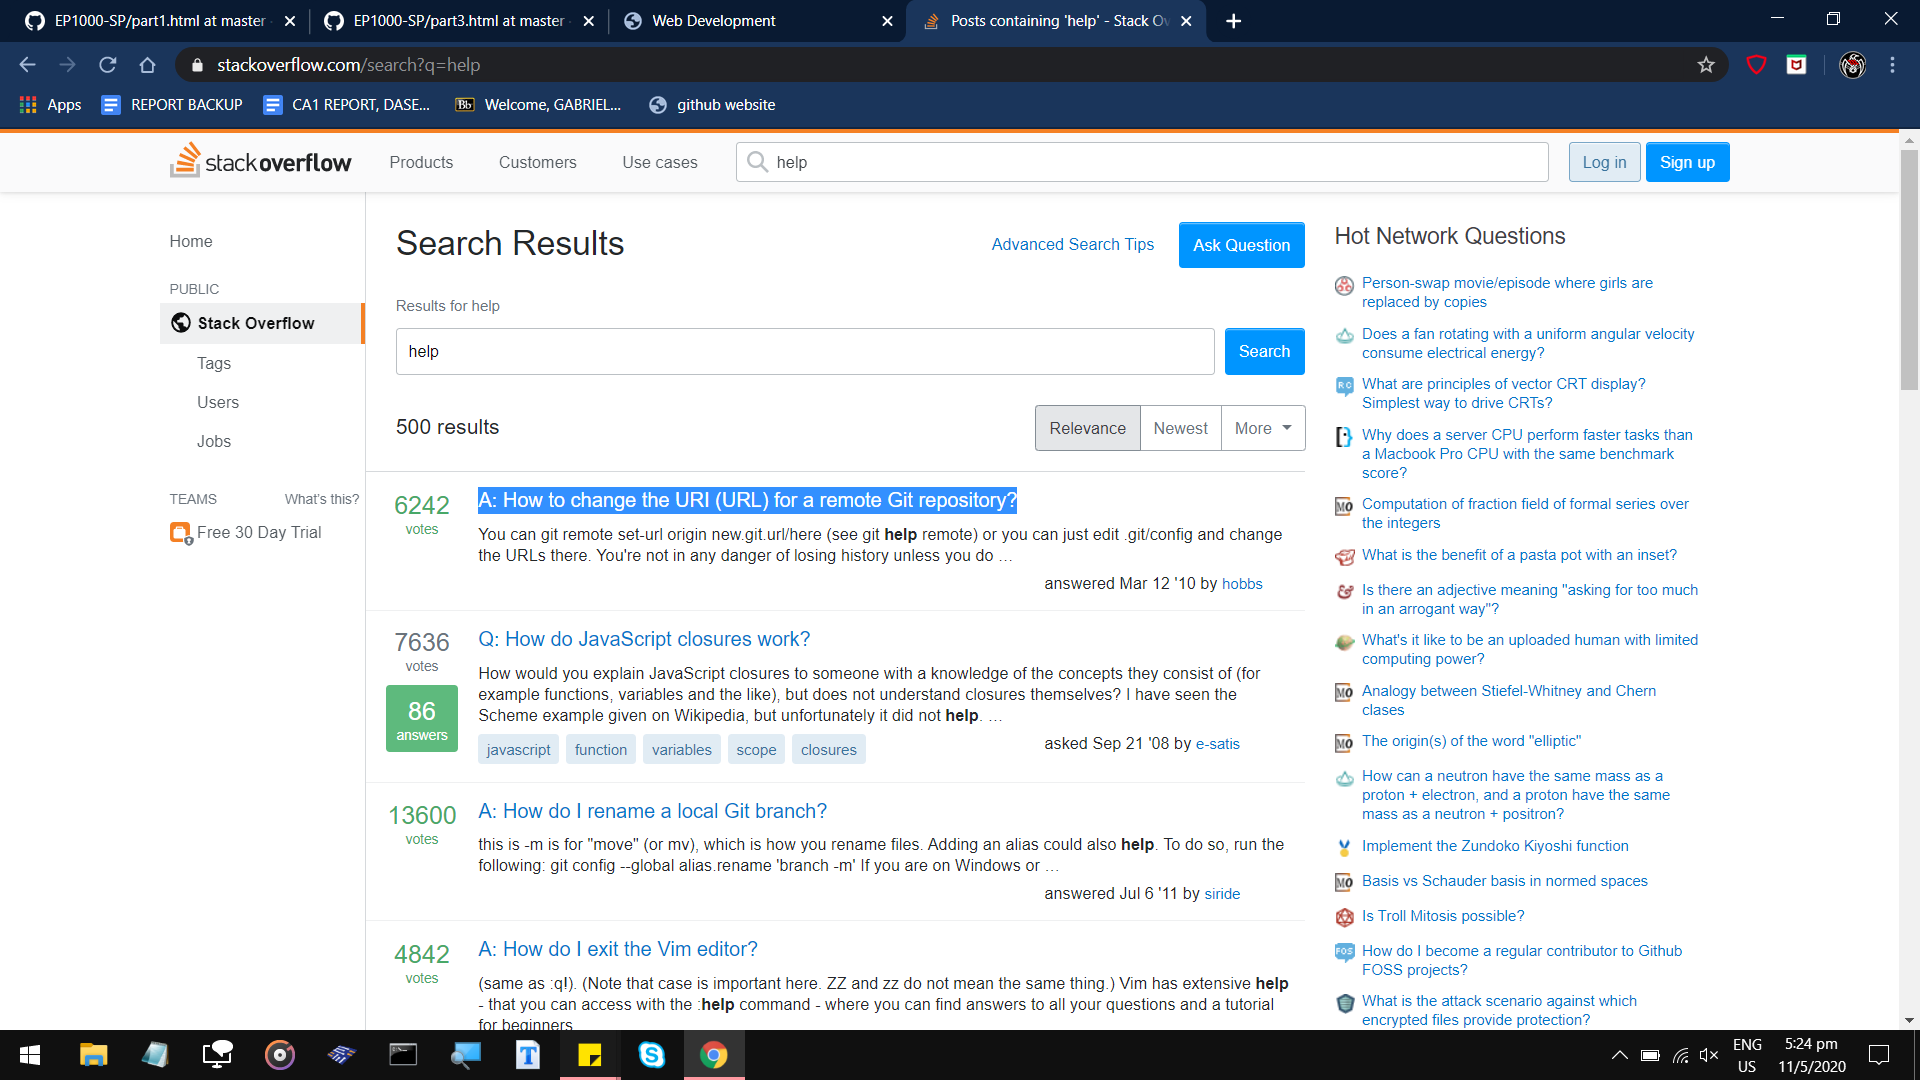 EP1000-SP/part1.html at master
EP1000-SP/part3.html at master
Web Development
Posts containing 'help' - Stack Ov
stackoverflow.com/search?q=help
Apps
REPORT BACKUP
CA1 REPORT, DASE...
Bb
Welcome, GABRIEL...
github website
stackoverflow
Products
Customers
Use cases
help
Log in
Sign up
Home
PUBLIC
Stack Overflow
Tags
Users
Jobs
TEAMS
What's this?
Free 30 Day Trial
Search Results
Advanced Search Tips
Ask Question
Results for help
help
Search
500 results
Relevance
Newest
More
6242
votes
A: How to change the URI (URL) for a remote Git repository?
You can git remote set-url origin new.git.url/here (see git help remote) or you can just edit .git/config and change
the URLs there. You're not in any danger of losing history unless you do …
answered Mar 12 '10 by hobbs
7636
votes
86
answers
Q: How do JavaScript closures work?
How would you explain JavaScript closures to someone with a knowledge of the concepts they consist of (for
example functions, variables and the like), but does not understand closures themselves? I have seen the
Scheme example given on Wikipedia, but unfortunately it did not help. …
javascript
function
variables
scope
closures
asked Sep 21 '08 by e-satis
13600
votes
A: How do I rename a local Git branch?
this is -m is for "move" (or mv), which is how you rename files. Adding an alias could also help. To do so, run the
following: git config --global alias.rename 'branch -m' If you are on Windows or …
answered Jul 6 '11 by siride
4842
votes
A: How do I exit the Vim editor?
(same as :q!). (Note that case is important here. ZZ and zz do not mean the same thing.) Vim has extensive help
- that you can access with the :help command - where you can find answers to all your questions and a tutorial
for beginners
Hot Network Questions
Person-swap movie/episode where girls are
replaced by copies
Does a fan rotating with a uniform angular velocity
consume electrical energy?
RC
What are principles of vector CRT display?
Simplest way to drive CRTs?
Why does a server CPU perform faster tasks than
a Macbook Pro CPU with the same benchmark
score?
MO
Computation of fraction field of formal series over
the integers
What is the benefit of a pasta pot with an inset?
&
Is there an adjective meaning "asking for too much
in an arrogant way"?
What's it like to be an uploaded human with limited
computing power?
MO
Analogy between Stiefel-Whitney and Chern
clases
MO
The origin(s) of the word "elliptic"
How can a neutron have the same mass as a
proton + electron, and a proton have the same
mass as a neutron + positron?
Implement the Zundoko Kiyoshi function
MO
Basis vs Schauder basis in normed spaces
Is Troll Mitosis possible?
FOS
How do I become a regular contributor to Github
FOSS projects?
What is the attack scenario against which
encrypted files provide protection?
T
S
ENG
US
5:24 pm
11/5/2020